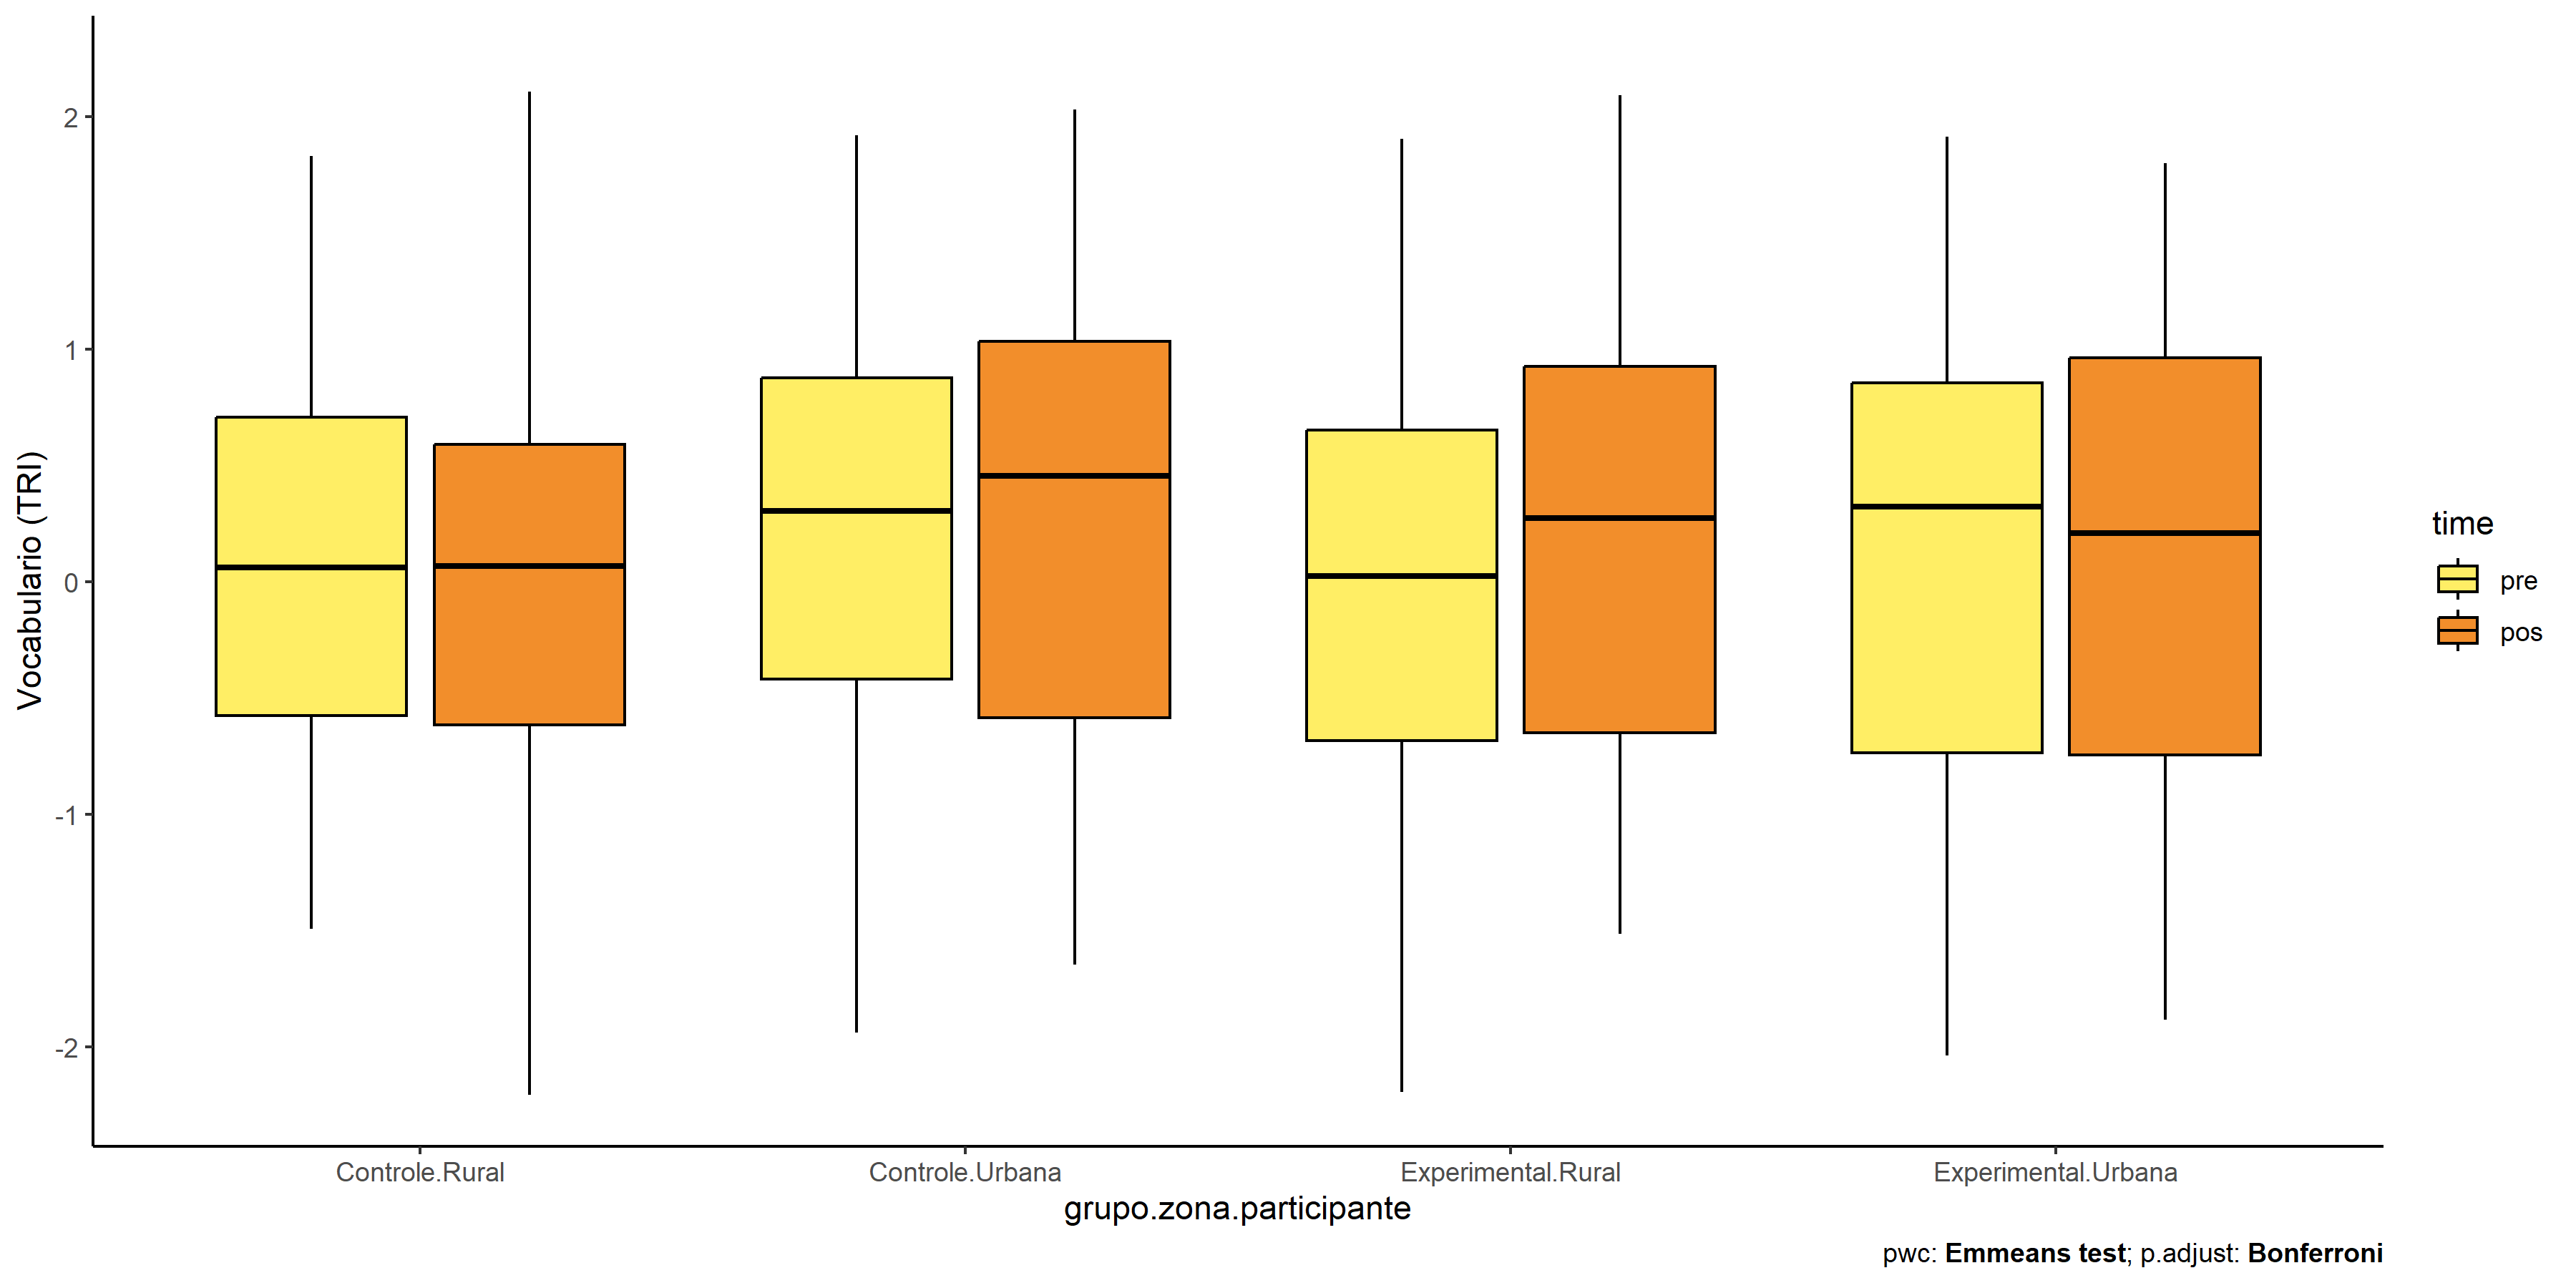 Vocabulario (TRI)
2
1
0
-1
-2
Controle.Rural
Controle.Urbana
Experimental.Rural
Experimental.Urbana
grupo.zona.participante
time
pre
pos
pwc: Emmeans test; p.adjust: Bonferroni